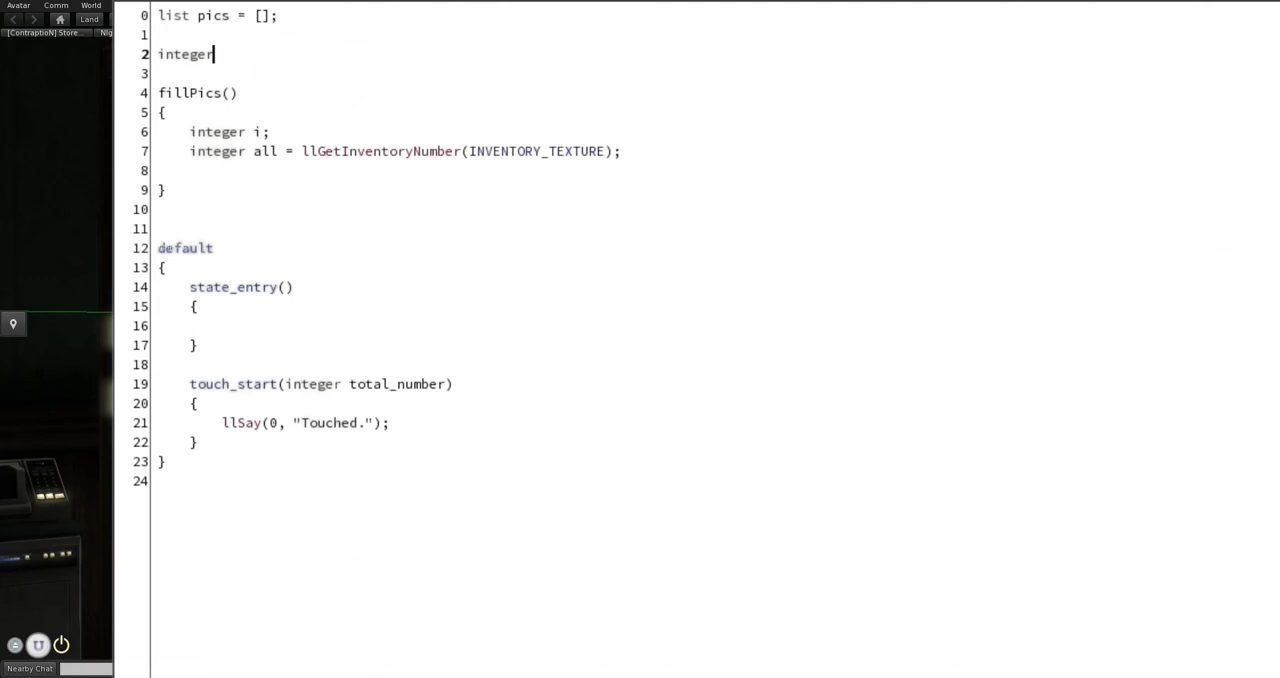 Avatar Comm World
Land
[ContraptioN] Store...
0 list pics = [];
1
2 integer
3
4 fillPics()
5 {
6 integer i;
7 integer all = llGetInventoryNumber(INVENTORY_TEXTURE);
8
9 }
10
11
12 default
13 {
14 state_entry()
15 {
16
17 }
18
19 touch_start(integer total_number)
20 {
21 llSay(0, "Touched.");
22 }
23 }
24
Nearby Chat